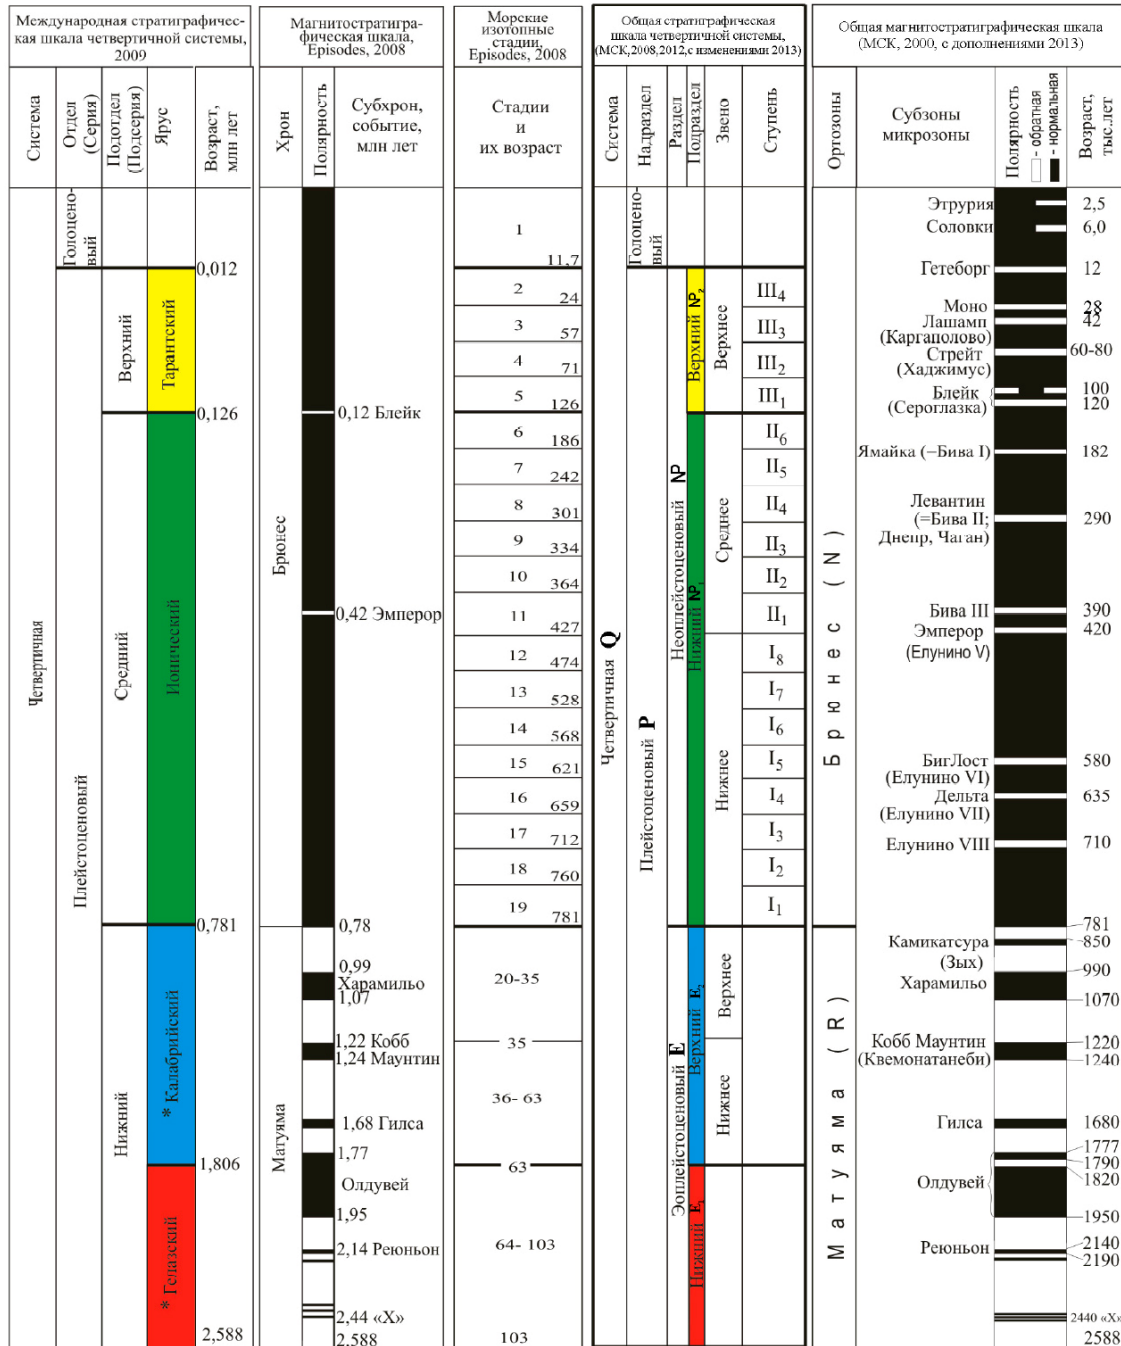 Международная стратиграфичес-
кая шкала четвертичной системы,
2009
Система
Отдел
(Серия)
Подотдел
(Подсерия)
Ярус
Возраст,
млн лет
Четвертичная
Голоцено-
вый
Плейстоценовый
Верхний
Средний
Нижний
Тарантский
Ионический
* Калабрийский
* Гелазский
0,012
0,126
0,781
1,806
2,588
Магнитостратигра-
фическая шкала,
Episodes, 2008
Хрон
Полярность
Субхрон,
событие,
млн лет
Брюнес
Матуяма
0,12 Блейк
0,42 Эмперор
0,78
0,99
Харамильо
1,07
1,22 Кобб
1,24 Маунтин
1,68 Гилса
1,77
Олдувей
1,95
2,14 Реюньон
2,44 «Х»
2,588
Морские
изотопные
стадии,
Episodes, 2008
Стадии
и
их возраст
1
11,7
2
24
3
57
4
71
5
126
6
186
7
242
8
301
9
334
10
364
11
427
12
474
13
528
14
568
15
621
16
659
17
712
18
760
19
781
20-35
35
36- 63
63
64- 103
103
Общая стратиграфическая
шкала четвертичной системы,
(МСК,2008,2012,с изменениями 2013)
Система
Надраздел
Раздел
Подраздел
Звено
Ступень
Четвертичная Q
Голоцено-
вый
Плейстоценовый P
Неоплейстоценовый NP
Эоплейстоценовый E
Верхний NP2
Нижний NP1
Верхний E2
Нижний E1
Верхнее
Среднее
Нижнее
Верхнее
Нижнее
III4
III3
III2
III1
II6
II5
II4
II3
II2
II1
I8
I7
I6
I5
I4
I3
I2
I1
Общая магнитостратиграфическая шкала
(МСК, 2000, с дополнениями 2013)
Ортозоны
Субзоны
микрозоны
Полярность
- обратная
- нормальная
Возраст,
тыс.лет
Брюнес (N)
Матуяма (R)
Этрурия 2,5
Соловки 6,0
Гетеборг 12
Моно 28
Лашамп 42
(Каргаполово)
Стрейт 60-80
(Хаджимус)
Блейк 100
(Сероглазка) 120
Ямайка (=Бива I) 182
Левантин
(=Бива II; 290
Днепр, Чаган)
Бива III 390
Эмперор 420
(Елунино V)
БигЛост 580
(Елунино VI)
Дельта 635
(Елунино VII)
Елунино VIII 710
781
Камикатсура 850
(Зых)
990
Харамильо
1070
Кобб Маунтин 1220
(Квемонатанеби) 1240
Гилса 1680
1777
1790
Олдувей 1820
1950
Реюньон 2140
2190
2440 «Х»
2588